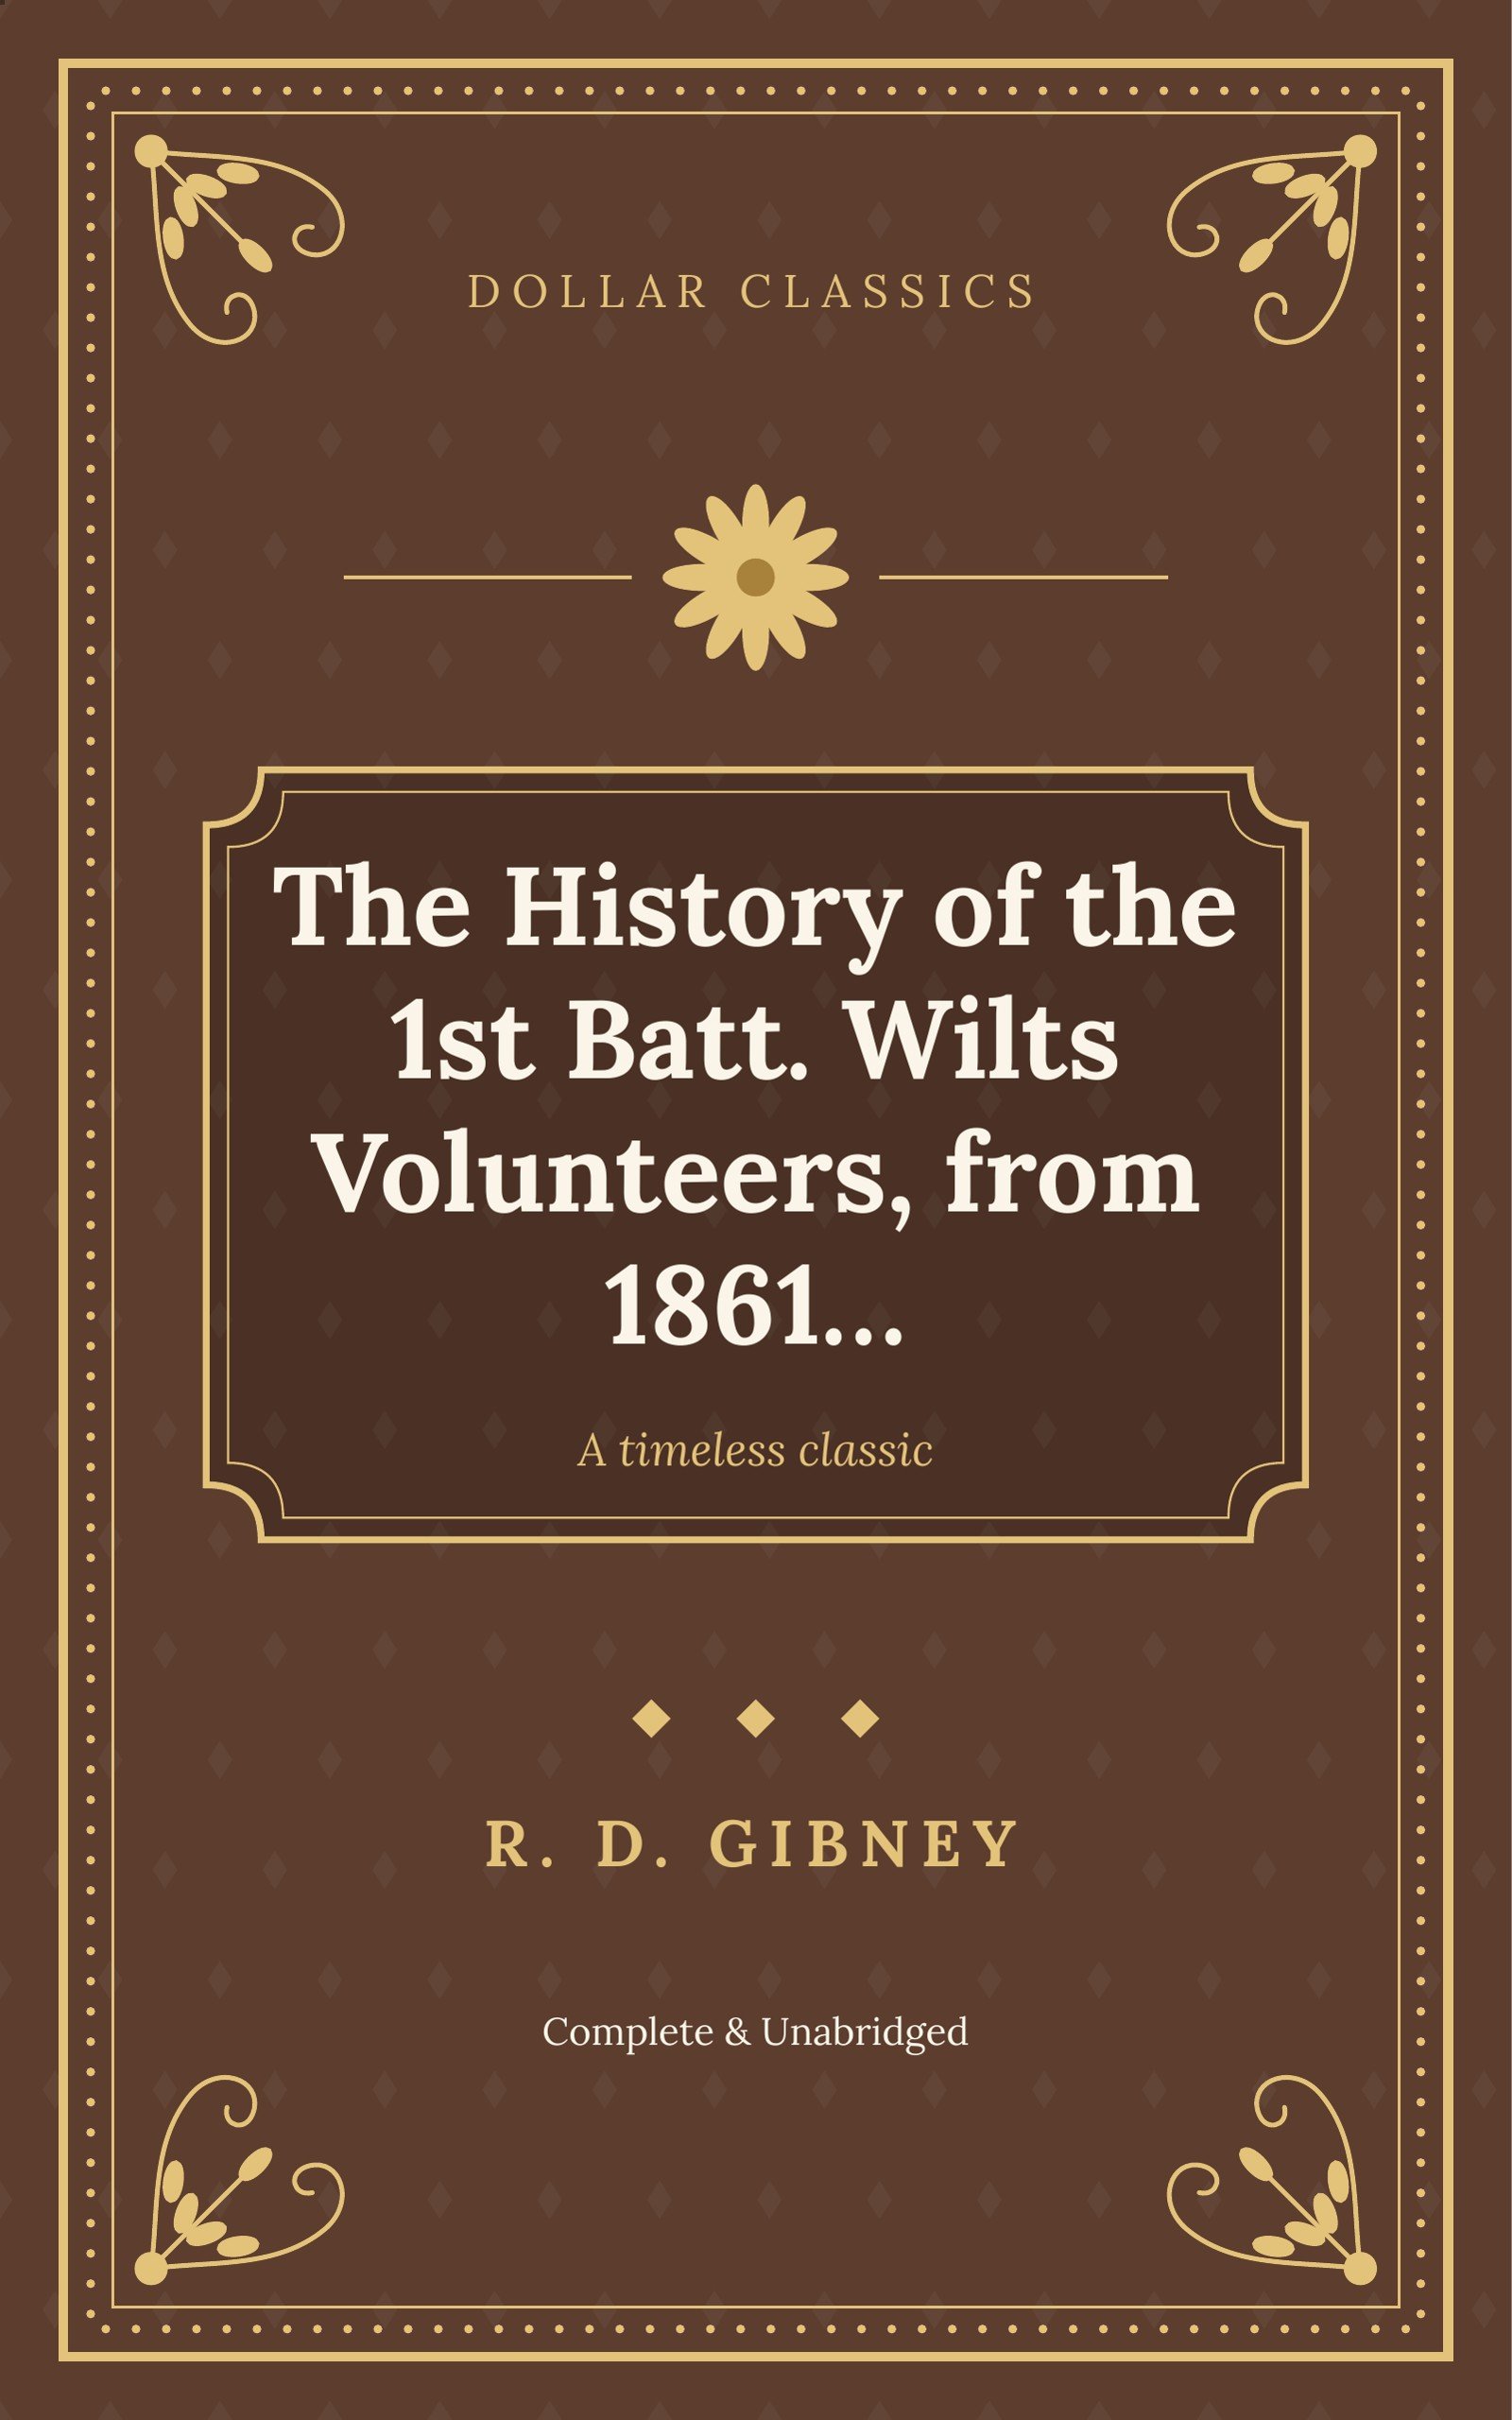 DOLLAR CLASSICS
The History of the
1st Batt. Wilts
Volunteers, from
1861...
A timeless classic
R. D. GIBNEY
Complete & Unabridged